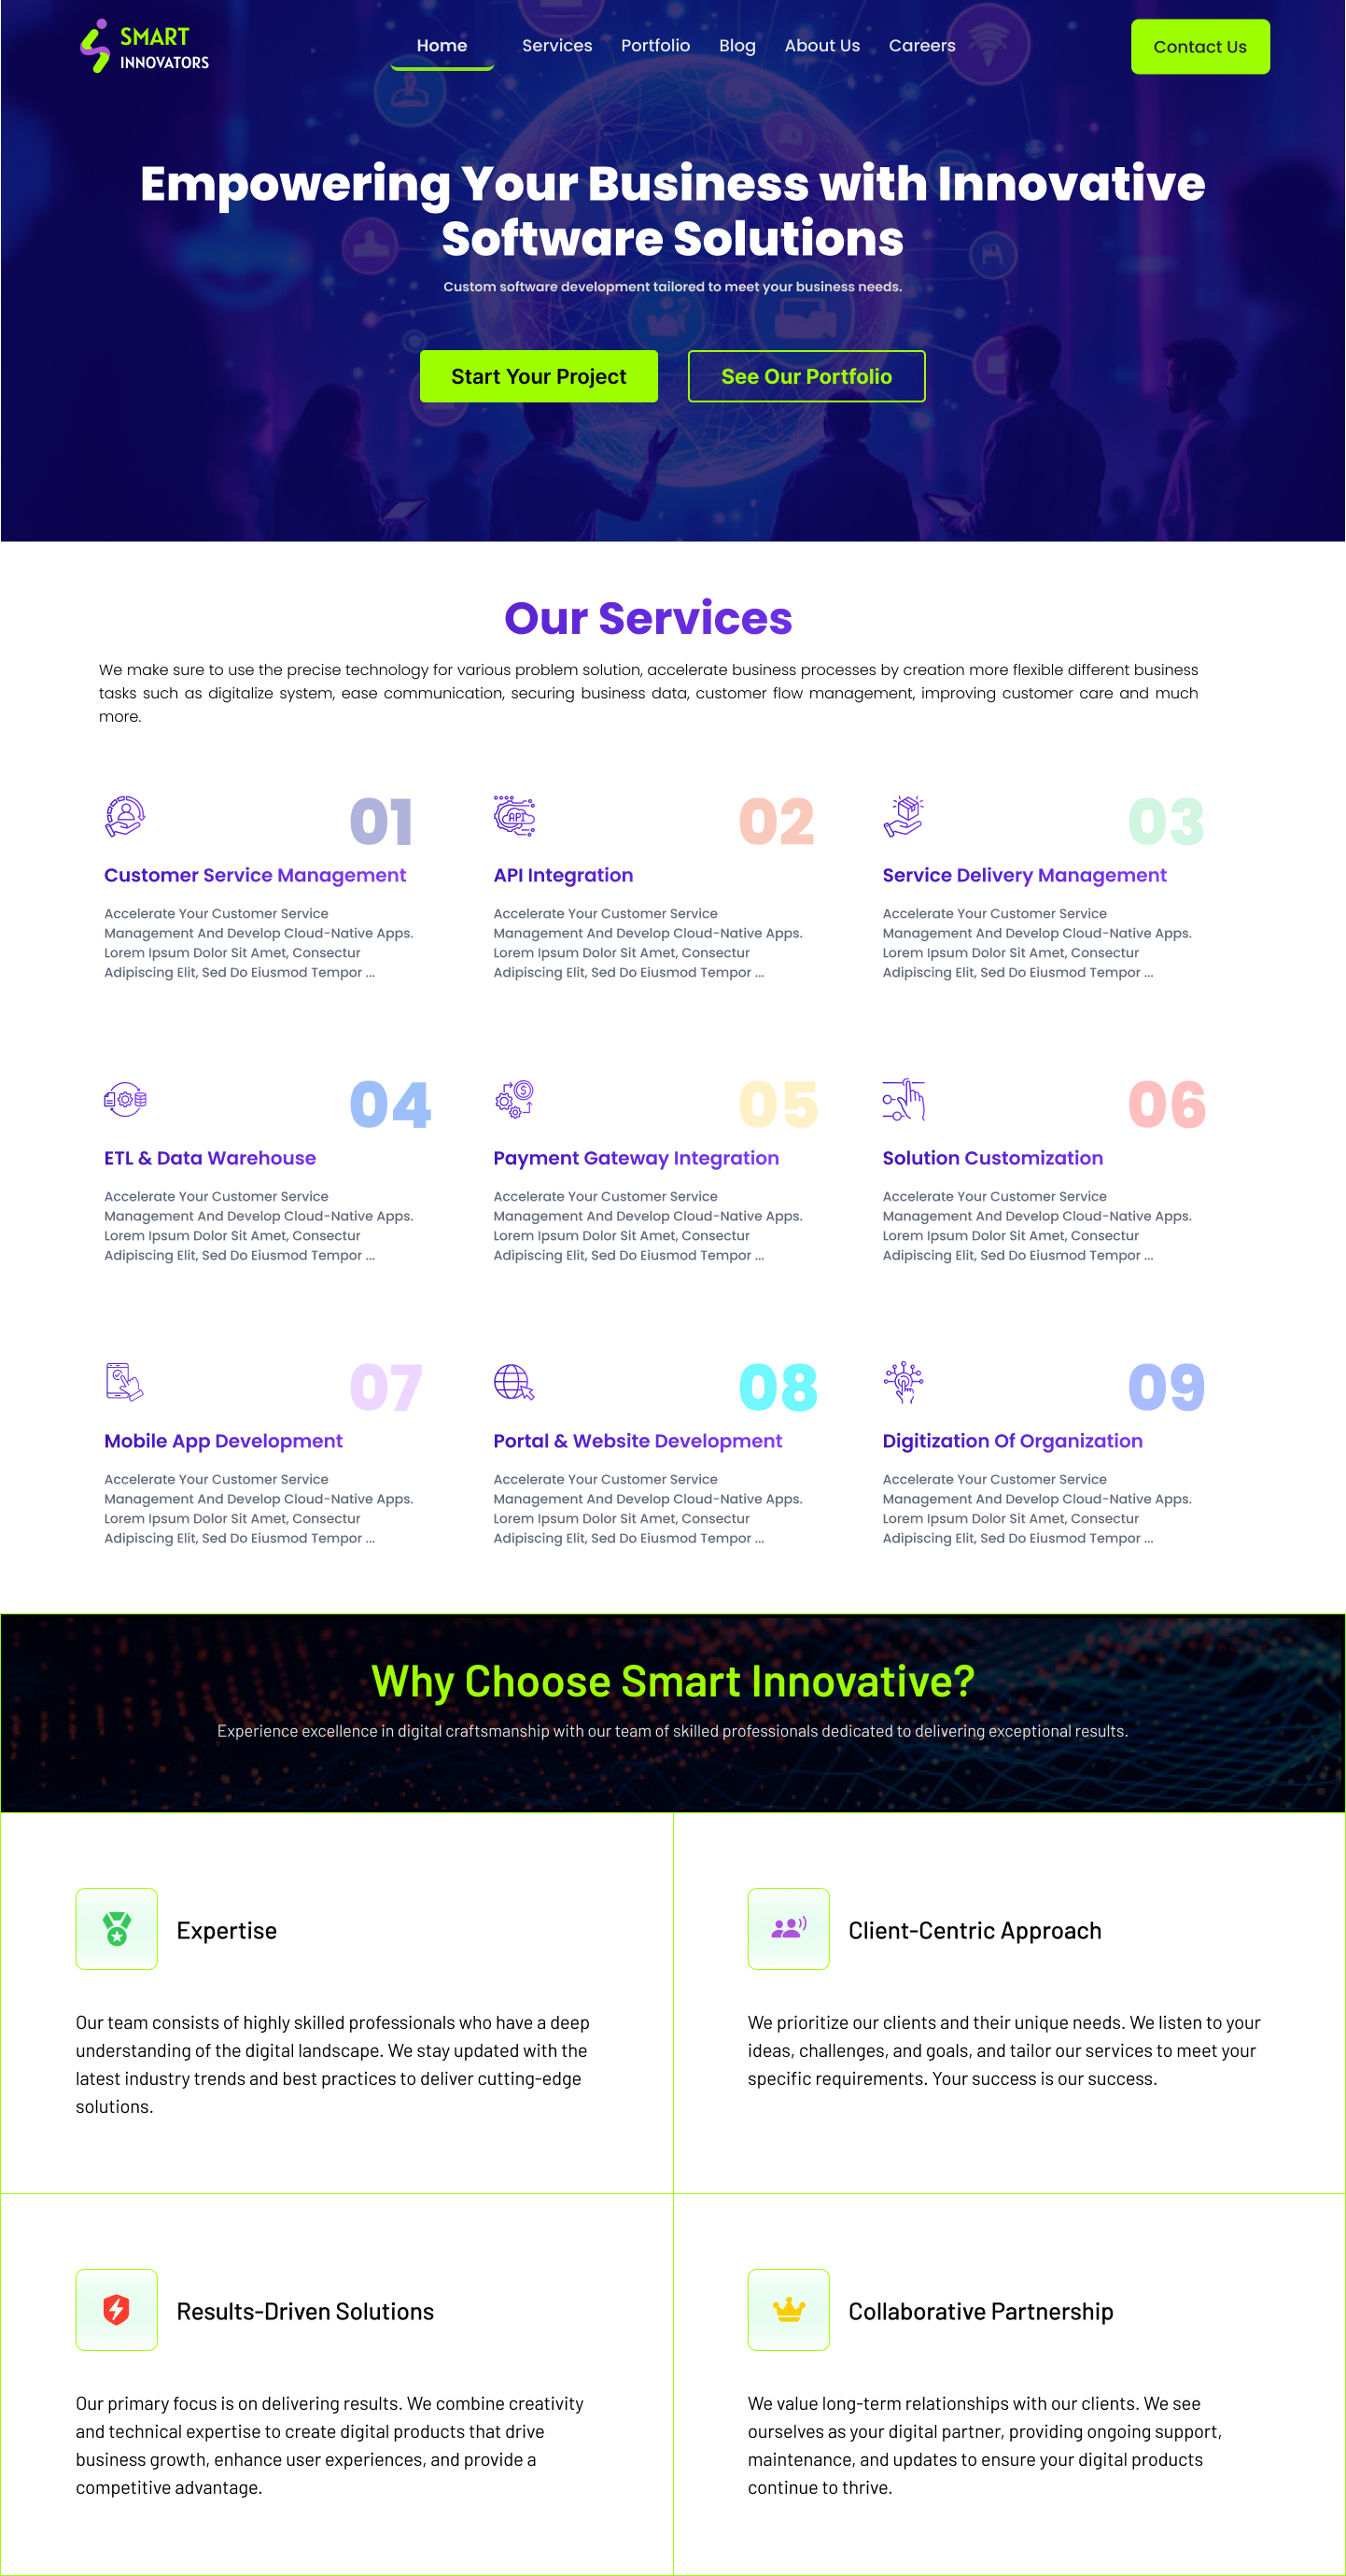 SMART
INNOVATORS
Home Services Portfolio Blog About Us Careers
Contact Us
Empowering Your Business with Innovative
Software Solutions
Custom software development tailored to meet your business needs.
Start Your Project
See Our Portfolio
Our Services
We make sure to use the precise technology for various problem solution, accelerate business processes by creation more flexible different business
tasks such as digitalize system, ease communication, securing business data, customer flow management, improving customer care and much
more.
01
Customer Service Management
Accelerate Your Customer Service
Management And Develop Cloud-Native Apps.
Lorem Ipsum Dolor Sit Amet, Consectur
Adipiscing Elit, Sed Do Eiusmod Tempor ...
API
02
API Integration
Accelerate Your Customer Service
Management And Develop Cloud-Native Apps.
Lorem Ipsum Dolor Sit Amet, Consectur
Adipiscing Elit, Sed Do Eiusmod Tempor ...
03
Service Delivery Management
Accelerate Your Customer Service
Management And Develop Cloud-Native Apps.
Lorem Ipsum Dolor Sit Amet, Consectur
Adipiscing Elit, Sed Do Eiusmod Tempor ...
04
ETL & Data Warehouse
Accelerate Your Customer Service
Management And Develop Cloud-Native Apps.
Lorem Ipsum Dolor Sit Amet, Consectur
Adipiscing Elit, Sed Do Eiusmod Tempor ...
$
05
Payment Gateway Integration
Accelerate Your Customer Service
Management And Develop Cloud-Native Apps.
Lorem Ipsum Dolor Sit Amet, Consectur
Adipiscing Elit, Sed Do Eiusmod Tempor ...
06
Solution Customization
Accelerate Your Customer Service
Management And Develop Cloud-Native Apps.
Lorem Ipsum Dolor Sit Amet, Consectur
Adipiscing Elit, Sed Do Eiusmod Tempor ...
07
Mobile App Development
Accelerate Your Customer Service
Management And Develop Cloud-Native Apps.
Lorem Ipsum Dolor Sit Amet, Consectur
Adipiscing Elit, Sed Do Eiusmod Tempor ...
08
Portal & Website Development
Accelerate Your Customer Service
Management And Develop Cloud-Native Apps.
Lorem Ipsum Dolor Sit Amet, Consectur
Adipiscing Elit, Sed Do Eiusmod Tempor ...
09
Digitization Of Organization
Accelerate Your Customer Service
Management And Develop Cloud-Native Apps.
Lorem Ipsum Dolor Sit Amet, Consectur
Adipiscing Elit, Sed Do Eiusmod Tempor ...
Why Choose Smart Innovative?
Experience excellence in digital craftsmanship with our team of skilled professionals dedicated to delivering exceptional results.
Expertise
Our team consists of highly skilled professionals who have a deep
understanding of the digital landscape. We stay updated with the
latest industry trends and best practices to deliver cutting-edge
solutions.
Client-Centric Approach
We prioritize our clients and their unique needs. We listen to your
ideas, challenges, and goals, and tailor our services to meet your
specific requirements. Your success is our success.
Results-Driven Solutions
Our primary focus is on delivering results. We combine creativity
and technical expertise to create digital products that drive
business growth, enhance user experiences, and provide a
competitive advantage.
Collaborative Partnership
We value long-term relationships with our clients. We see
ourselves as your digital partner, providing ongoing support,
maintenance, and updates to ensure your digital products
continue to thrive.